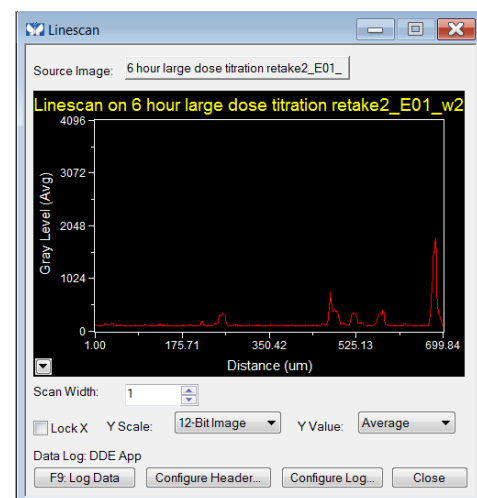 Linescan
Source Image: 6 hour large dose titration retake2_E01_
Linescan on 6 hour large dose titration retake2_E01_w2
4096
3072
2048
1024
0
Gray Level (Avg)
1.00 175.71 350.42 525.13 699.84
Distance (um)
Scan Width: 1
Lock X Y Scale: 12-Bit Image Y Value: Average
Data Log: DDE App
F9: Log Data Configure Header... Configure Log... Close